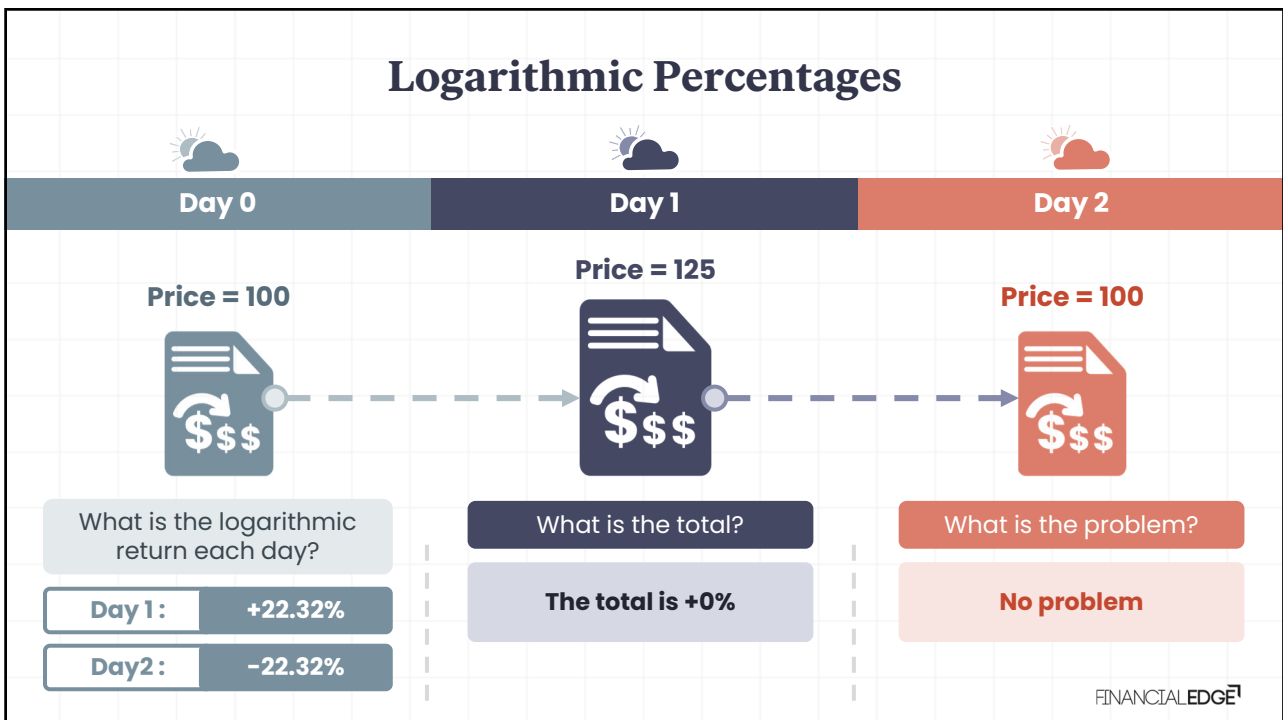 Logarithmic Percentages
Day 0
Day 1
Day 2
Price = 100
Price = 125
Price = 100
$$$
$$$
$$$
What is the logarithmic
return each day?
Day 1 :
+22.32%
Day2 :
−22.32%
What is the total?
The total is +0%
What is the problem?
No problem
FINANCIALEDGE